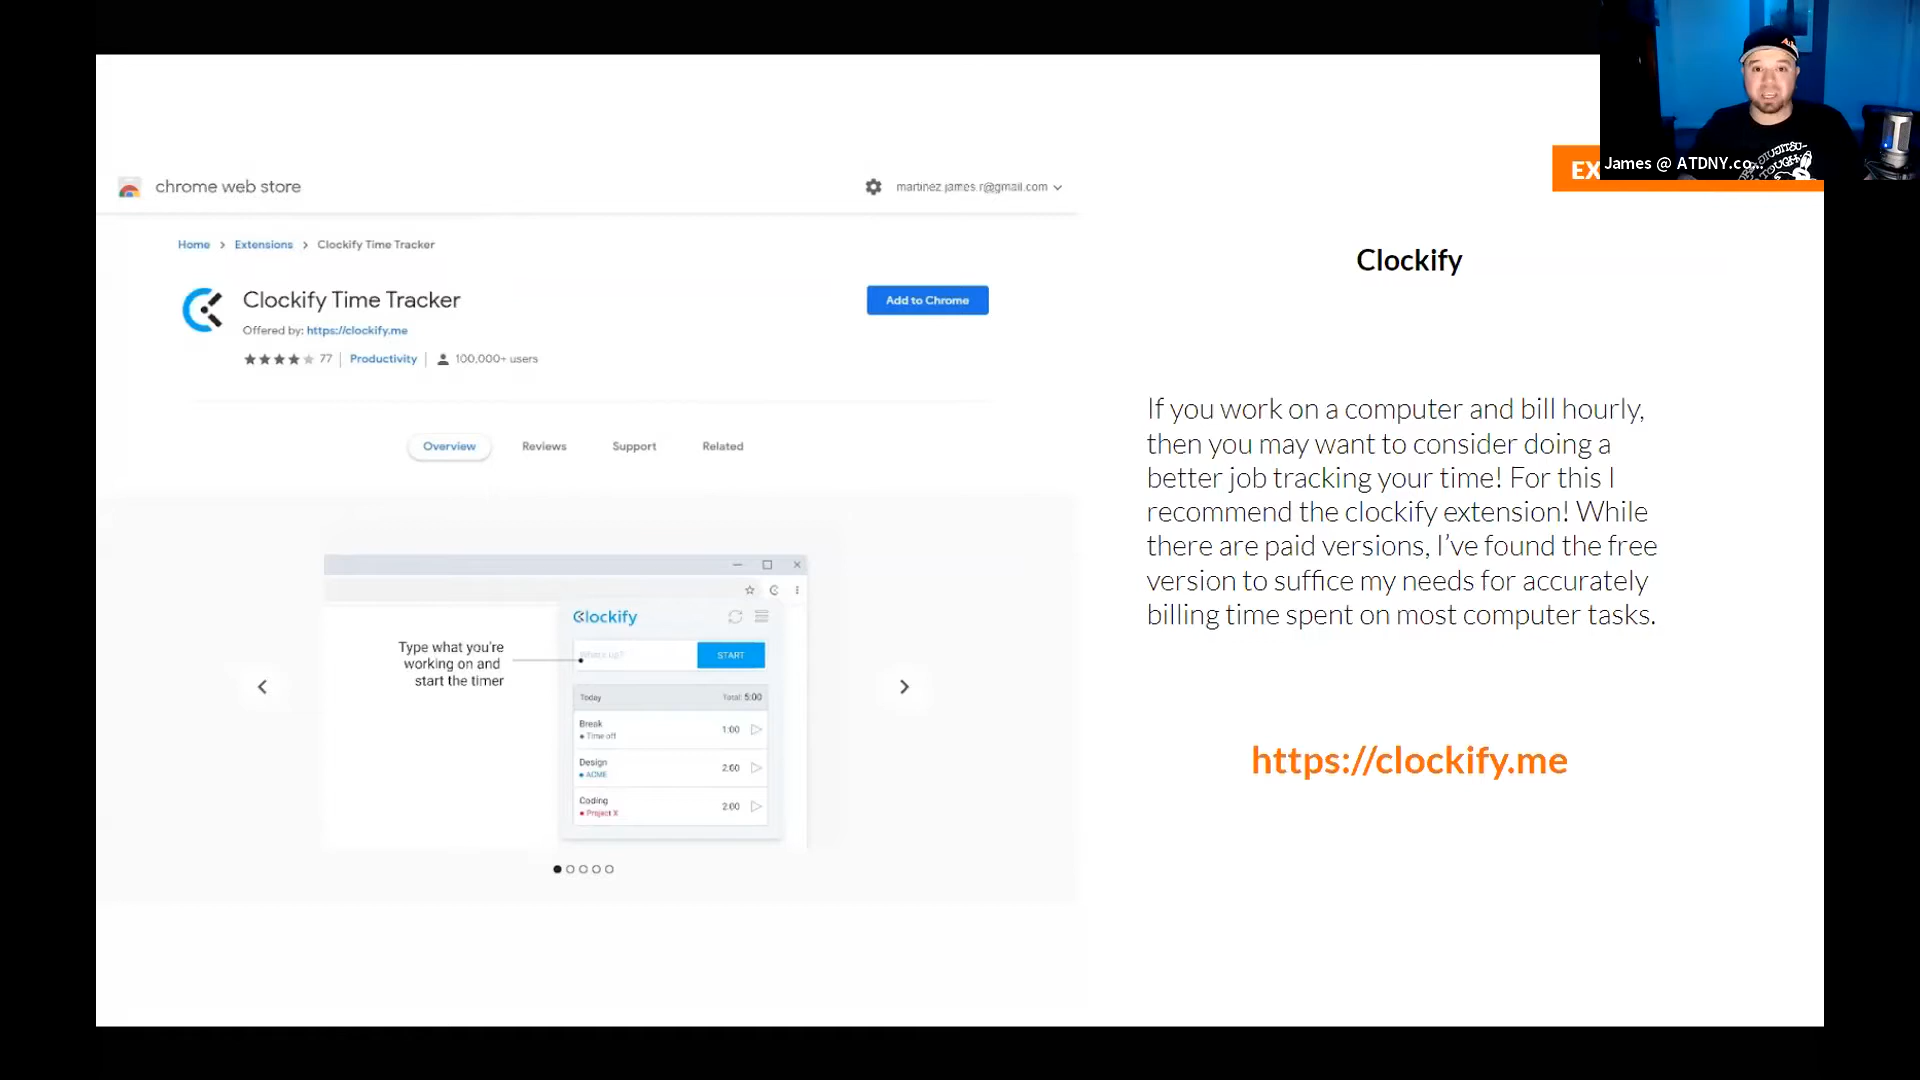 James @ ATDNY.co...
EX
chrome web store
martinez.james.r@gmail.com
Home > Extensions > Clockify Time Tracker
Clockify Time Tracker
Add to Chrome
Offered by: https://clockify.me
77 | Productivity | 100,000+ users
Overview Reviews Support Related
Clockify
Type what you're
working on and
start the timer
What's up?
START
Today Total: 5:00
Break 1:00
Time off
Design 2:00
ACME
Coding 2:00
Project X
Clockify
If you work on a computer and bill hourly,
then you may want to consider doing a
better job tracking your time! For this I
recommend the clockify extension! While
there are paid versions, I've found the free
version to suffice my needs for accurately
billing time spent on most computer tasks.
https://clockify.me